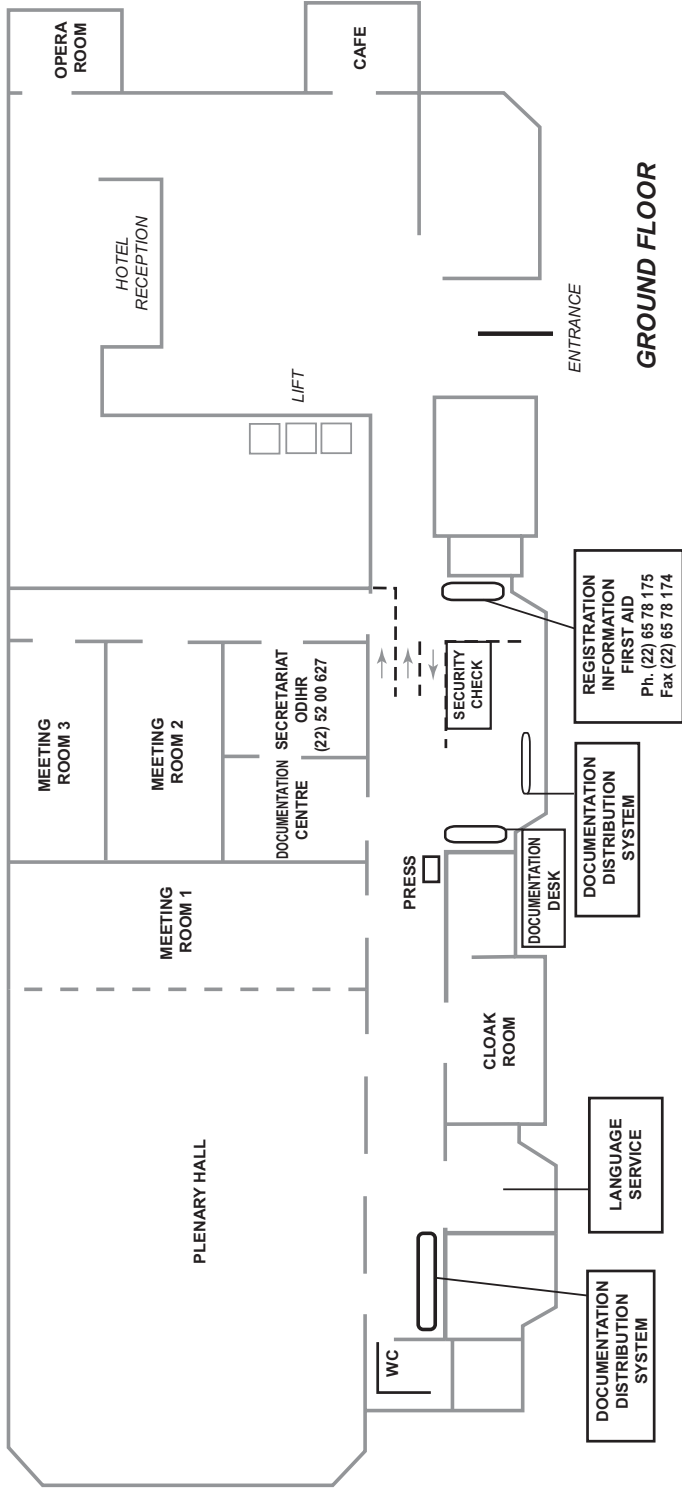 OPERA
ROOM
CAFE
HOTEL
RECEPTION
LIFT
ENTRANCE
GROUND FLOOR
MEETING
ROOM 3
MEETING
ROOM 2
SECRETARIAT
ODIHR
(22) 52 00 627
DOCUMENTATION
CENTRE
MEETING
ROOM 1
PLENARY HALL
SECURITY
CHECK
REGISTRATION
INFORMATION
FIRST AID
Ph. (22) 65 78 175
Fax (22) 65 78 174
PRESS
DOCUMENTATION
DESK
DOCUMENTATION
DISTRIBUTION
SYSTEM
CLOAK
ROOM
LANGUAGE
SERVICE
WC
DOCUMENTATION
DISTRIBUTION
SYSTEM